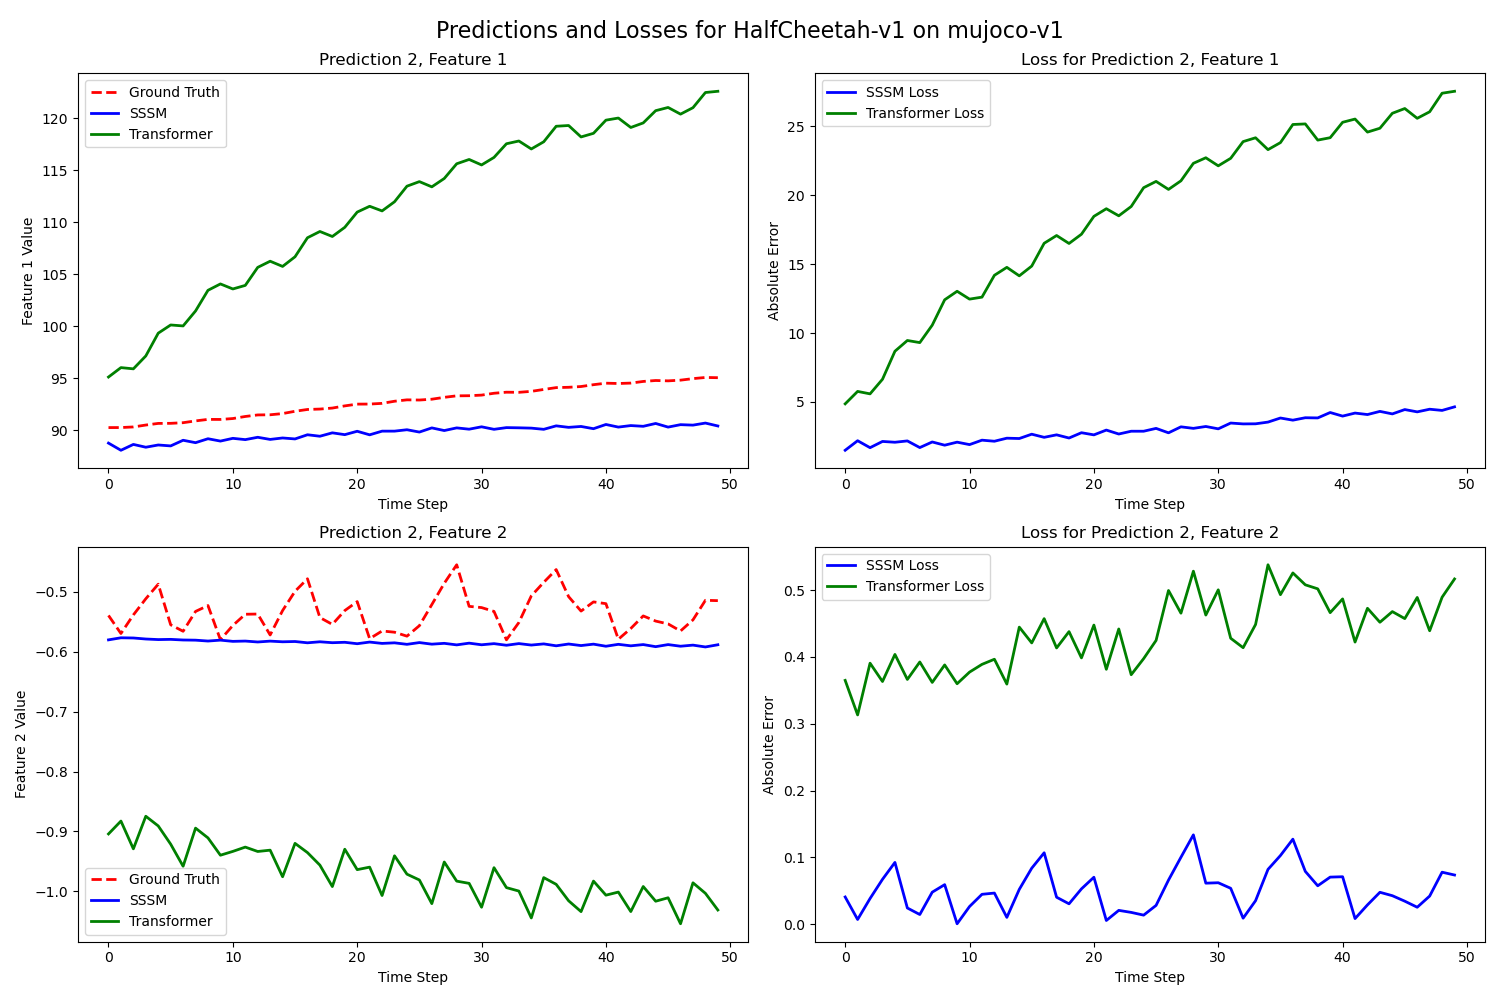 Predictions and Losses for HalfCheetah-v1 on mujoco-v1
Prediction 2, Feature 1
Ground Truth
SSSM
Transformer
Feature 1 Value
120
115
110
105
100
95
90
0 10 20 30 40 50
Time Step
Loss for Prediction 2, Feature 1
SSSM Loss
Transformer Loss
Absolute Error
25
20
15
10
5
0 10 20 30 40 50
Time Step
Prediction 2, Feature 2
Feature 2 Value
−0.5
−0.6
−0.7
−0.8
−0.9
−1.0
Ground Truth
SSSM
Transformer
0 10 20 30 40 50
Time Step
Loss for Prediction 2, Feature 2
SSSM Loss
Transformer Loss
Absolute Error
0.5
0.4
0.3
0.2
0.1
0.0
0 10 20 30 40 50
Time Step